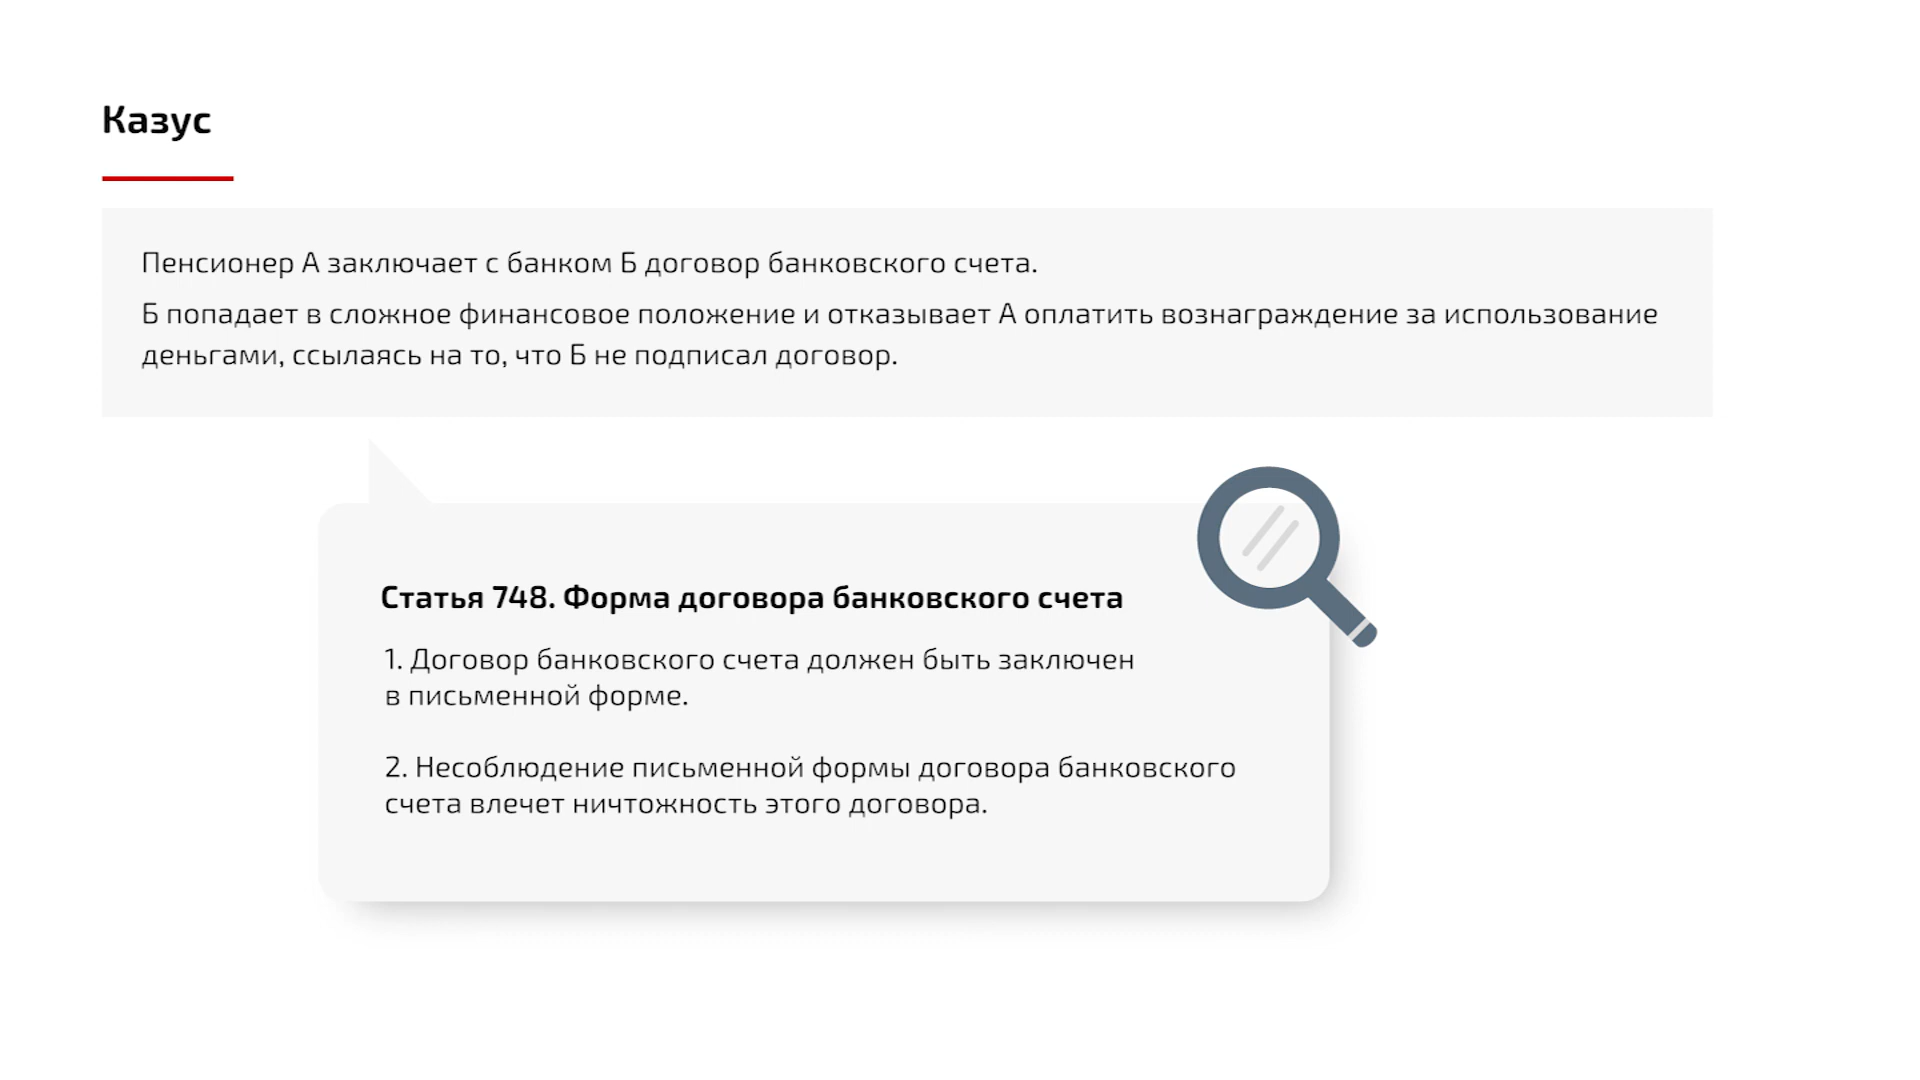 Казус
Пенсионер А заключает с банком Б договор банковского счета.
Б попадает в сложное финансовое положение и отказывает А оплатить вознаграждение за использование
деньгами, ссылаясь на то, что Б не подписал договор.
Статья 748. Форма договора банковского счета
1. Договор банковского счета должен быть заключен
в письменной форме.
2. Несоблюдение письменной формы договора банковского
счета влечет ничтожность этого договора.